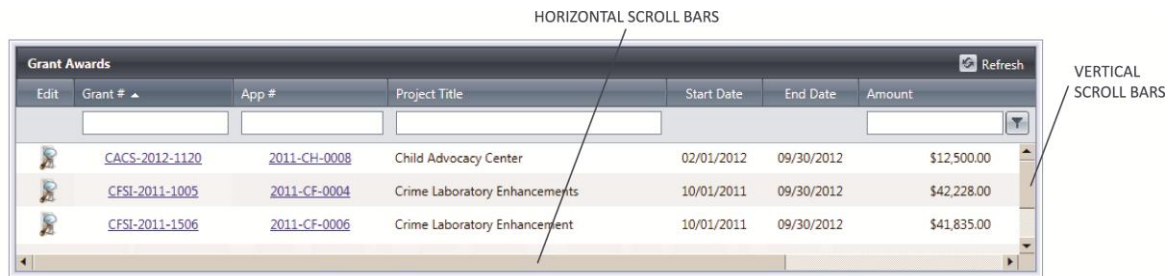 HORIZONTAL SCROLL BARS
Grant Awards Refresh
VERTICAL
SCROLL BARS
Edit Grant # App # Project Title Start Date End Date Amount
CACS-2012-1120 2011-CH-0008 Child Advocacy Center 02/01/2012 09/30/2012 $12,500.00
CFSI-2011-1005 2011-CF-0004 Crime Laboratory Enhancements 10/01/2011 09/30/2012 $42,228.00
CFSI-2011-1506 2011-CF-0006 Crime Laboratory Enhancement 10/01/2011 09/30/2012 $41,835.00